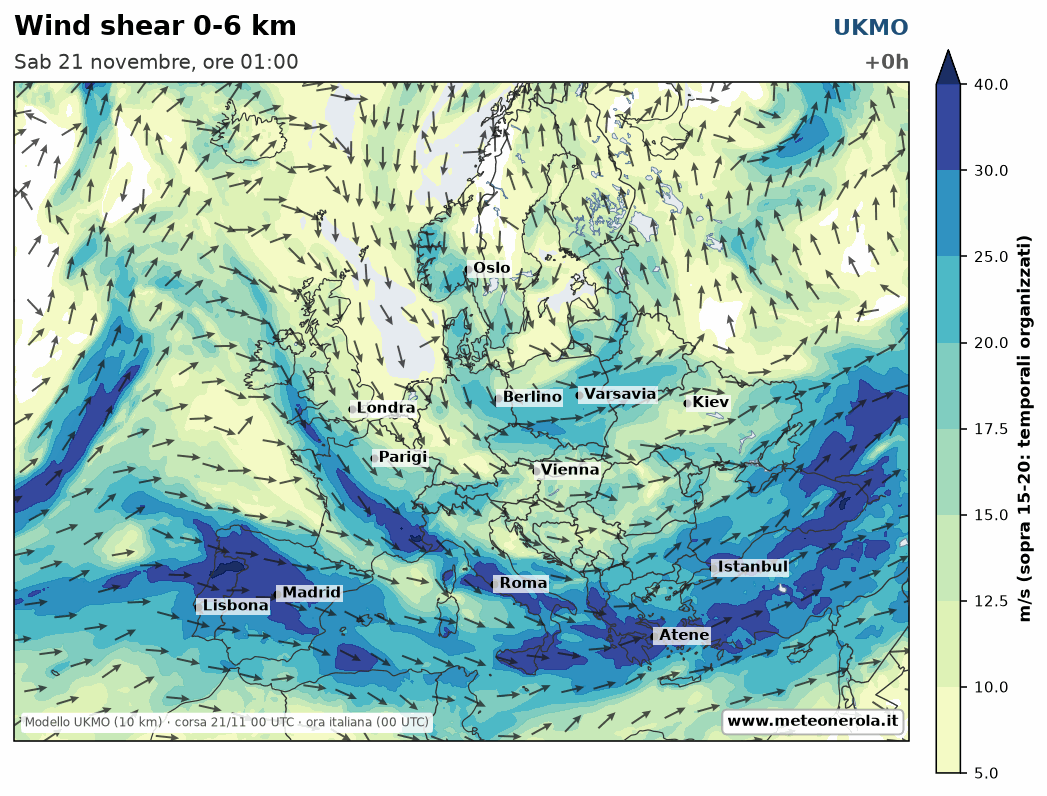 Wind shear 0-6 km
UKMO
Sab 21 novembre, ore 01:00
+0h
40.0
30.0
25.0
20.0
17.5
15.0
12.5
10.0
5.0
m/s (sopra 15-20: temporali organizzati)
Oslo
Berlino
Varsavia
Kiev
Londra
Parigi
Vienna
Istanbul
Roma
Madrid
Lisbona
Atene
Modello UKMO (10 km) · corsa 21/11 00 UTC · ora italiana (00 UTC)
www.meteonerola.it